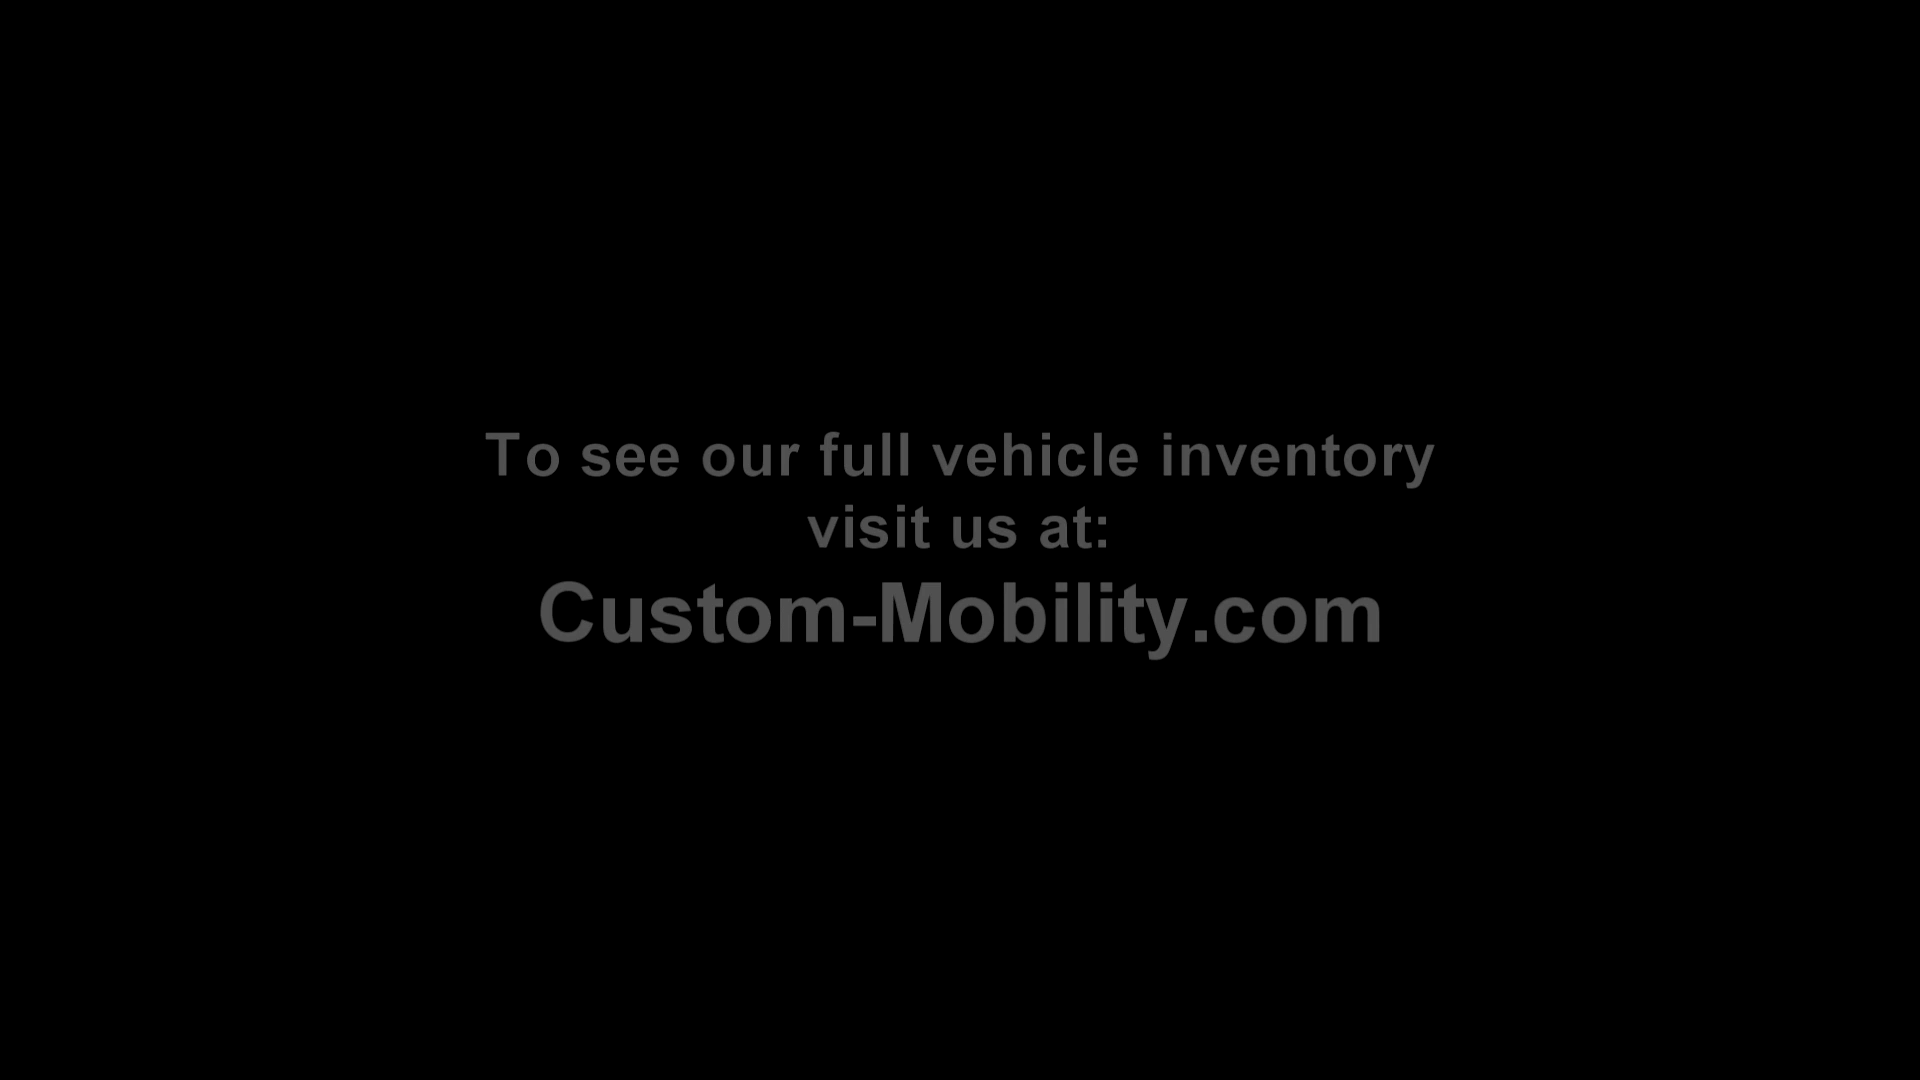 To see our full vehicle inventory
visit us at:
Custom-Mobility.com